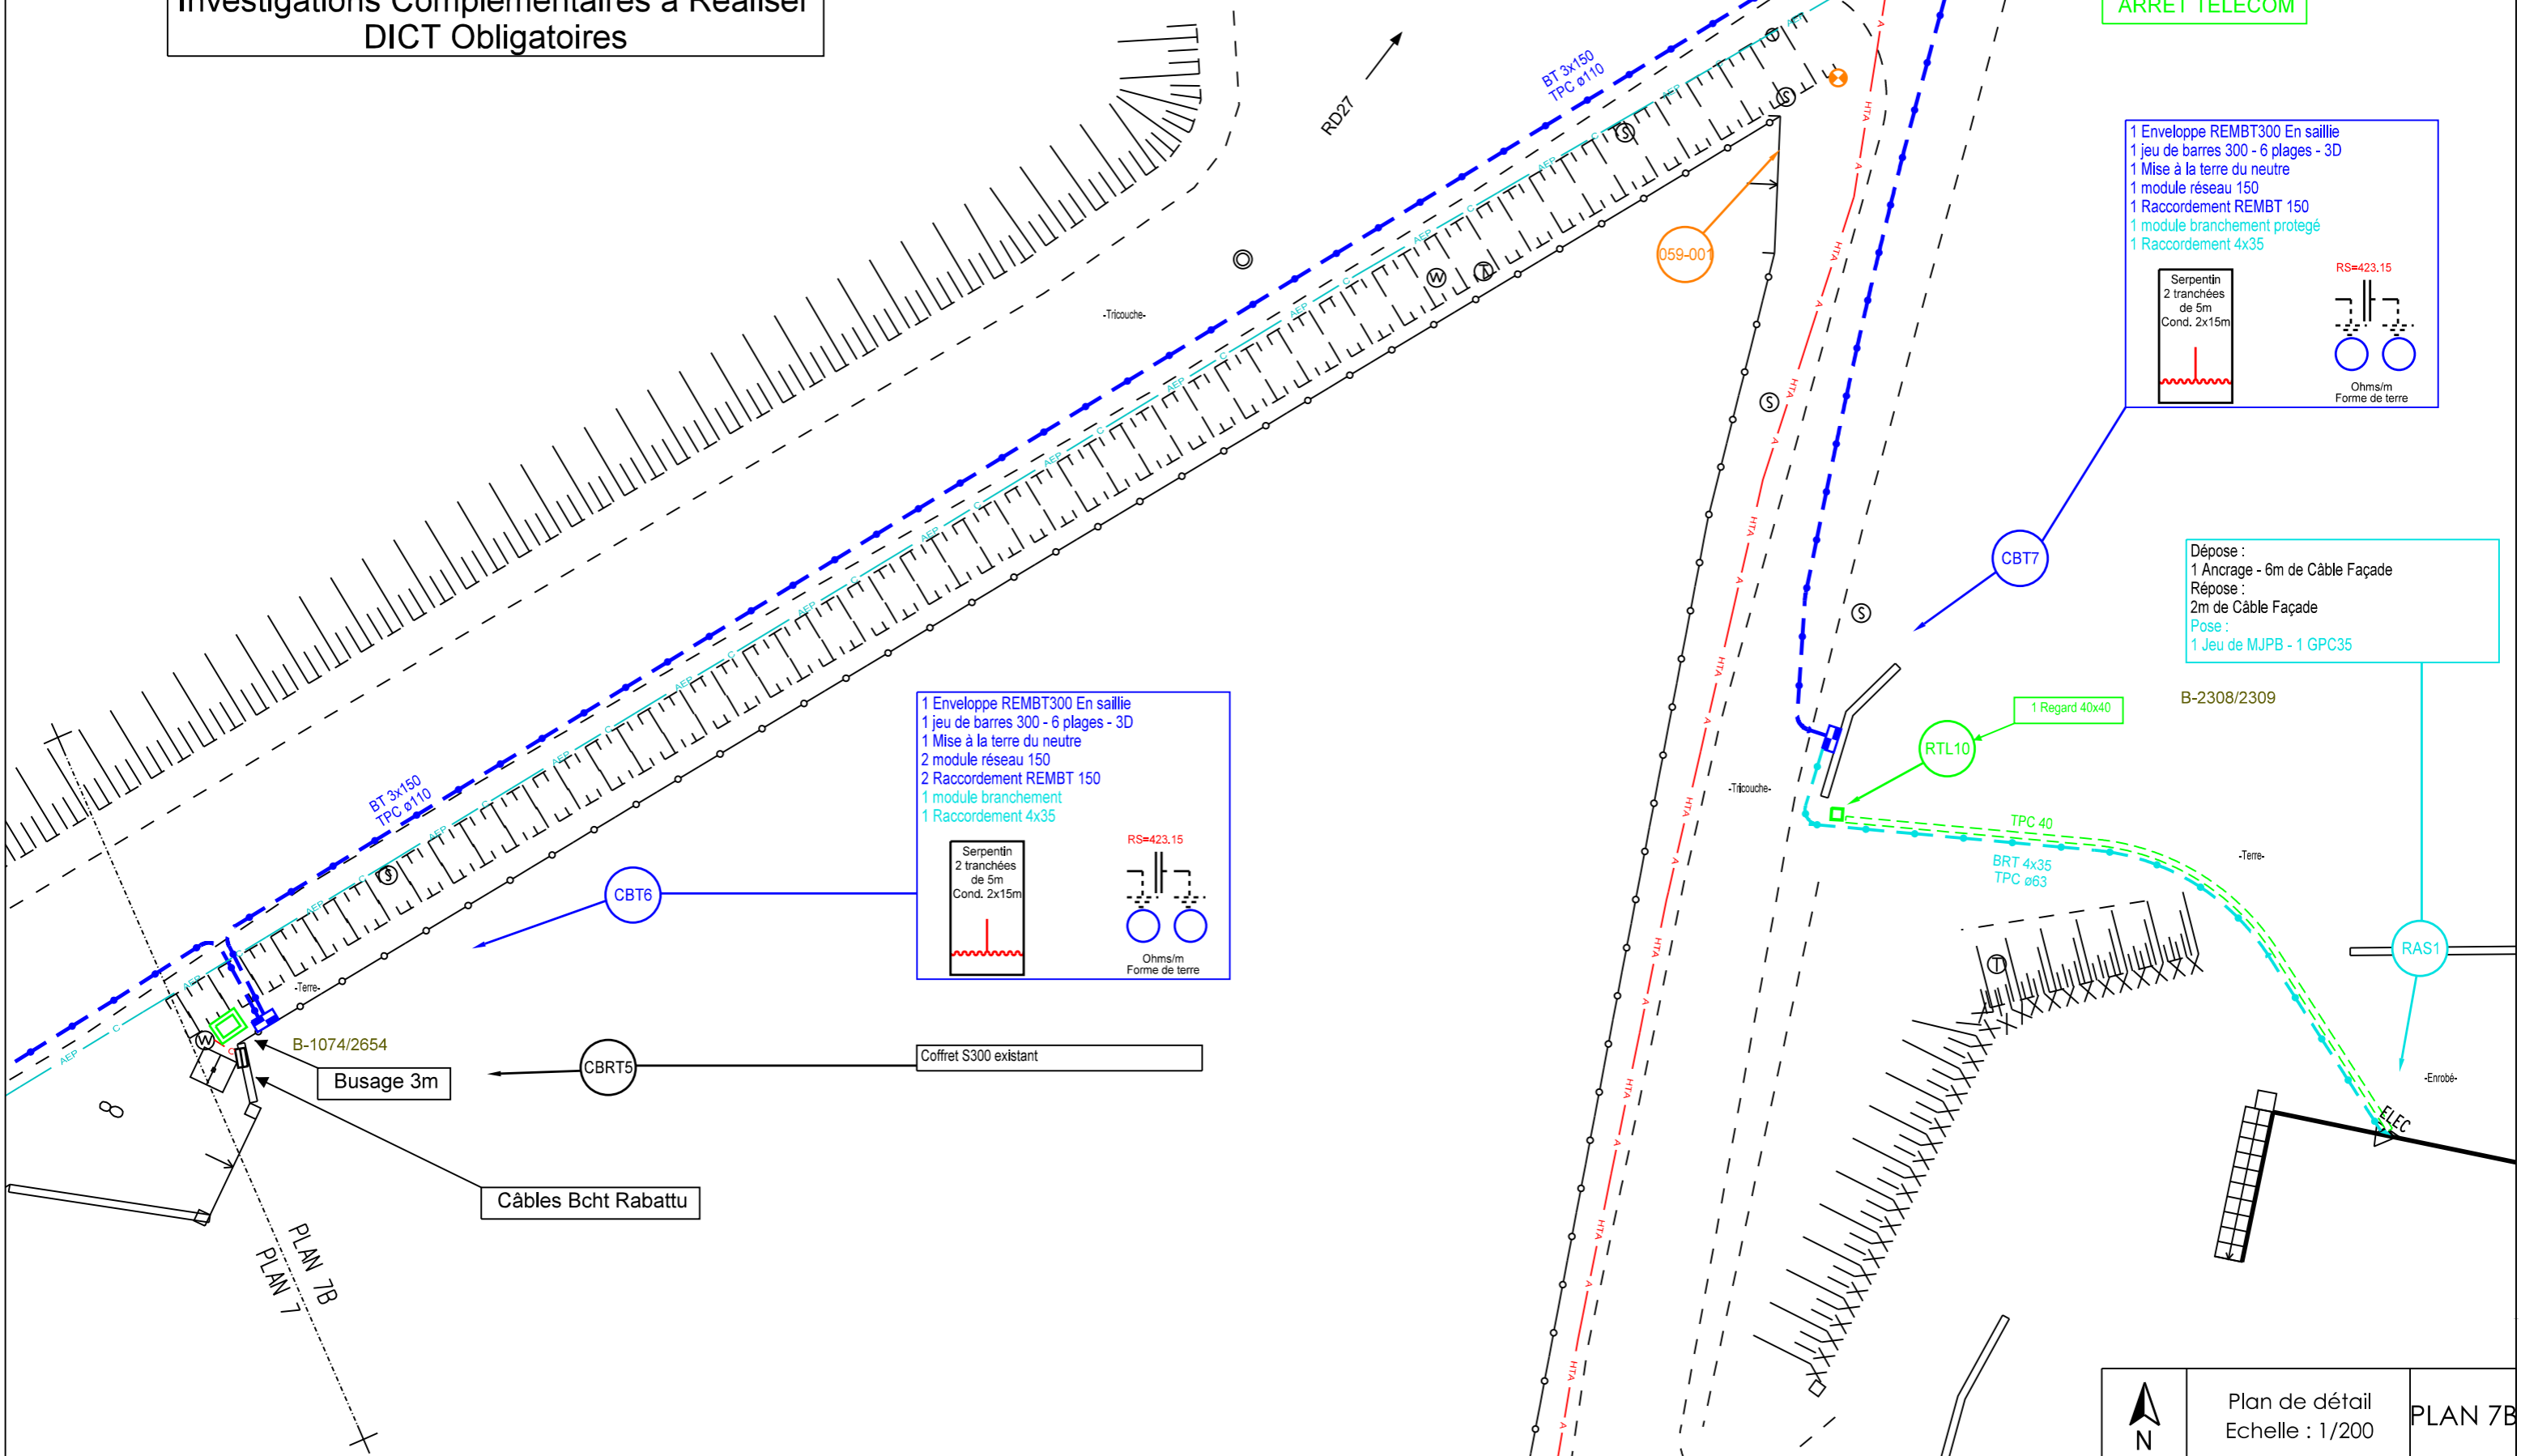 Investigations Complémentaires à Réaliser
DICT Obligatoires
ARRET TELECOM
RD27
BT 3x150
TPC ø110
-Tricouche-
059-001
1 Enveloppe REMBT300 En saillie
1 jeu de barres 300 - 6 plages - 3D
1 Mise à la terre du neutre
1 module réseau 150
1 Raccordement REMBT 150
1 module branchement protegé
1 Raccordement 4x35
Serpentin
2 tranchées
de 5m
Cond. 2x15m
RS=423.15
Ohms/m
Forme de terre
CBT7
Dépose :
1 Ancrage - 6m de Câble Façade
Répose :
2m de Câble Façade
Pose :
1 Jeu de MJPB - 1 GPC35
B-2308/2309
1 Regard 40x40
RTL10
-Tricouche-
TPC 40
BRT 4x35
TPC ø63
-Terre-
RAS1
-Enrobé-
ELEC
1 Enveloppe REMBT300 En saillie
1 jeu de barres 300 - 6 plages - 3D
1 Mise à la terre du neutre
2 module réseau 150
2 Raccordement REMBT 150
1 module branchement
1 Raccordement 4x35
Serpentin
2 tranchées
de 5m
Cond. 2x15m
RS=423.15
Ohms/m
Forme de terre
BT 3x150
TPC ø110
CBT6
-Terre-
B-1074/2654
Busage 3m
CBRT5
Coffret S300 existant
Câbles Bcht Rabattu
8
PLAN 7B
PLAN 7
AEP
C
HTA
A
S
W
T
N
Plan de détail
Echelle : 1/200
PLAN 7B